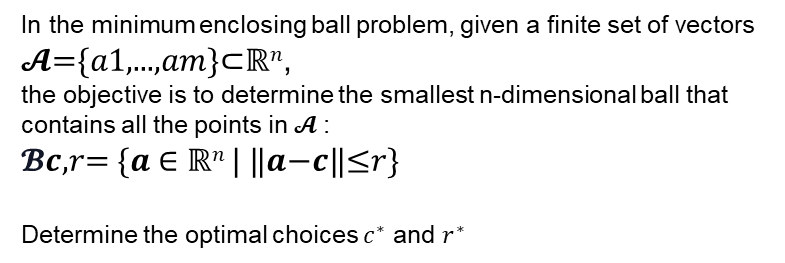 In the minimum enclosing ball problem, given a finite set of vectors
𝓐={𝑎1,...,𝑎𝑚}⊂ℝⁿ,
the objective is to determine the smallest n-dimensional ball that
contains all the points in 𝓐 :
𝓑𝒄,𝑟= {𝒂 ∈ ℝⁿ | ||𝒂−𝒄||≤𝑟}
Determine the optimal choices 𝑐* and 𝑟*